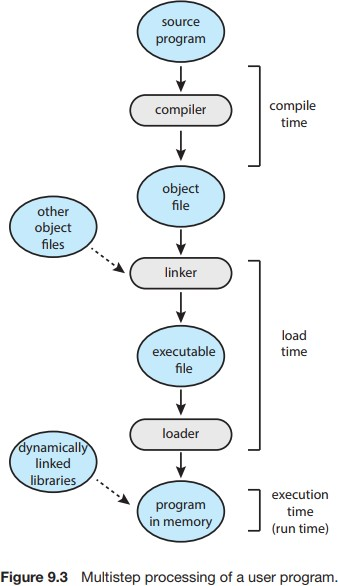 source
program
compiler
compile
time
object
file
other
object
files
linker
load
time
executable
file
loader
dynamically
linked
libraries
program
in memory
execution
time
(run time)
Figure 9.3 Multistep processing of a user program.